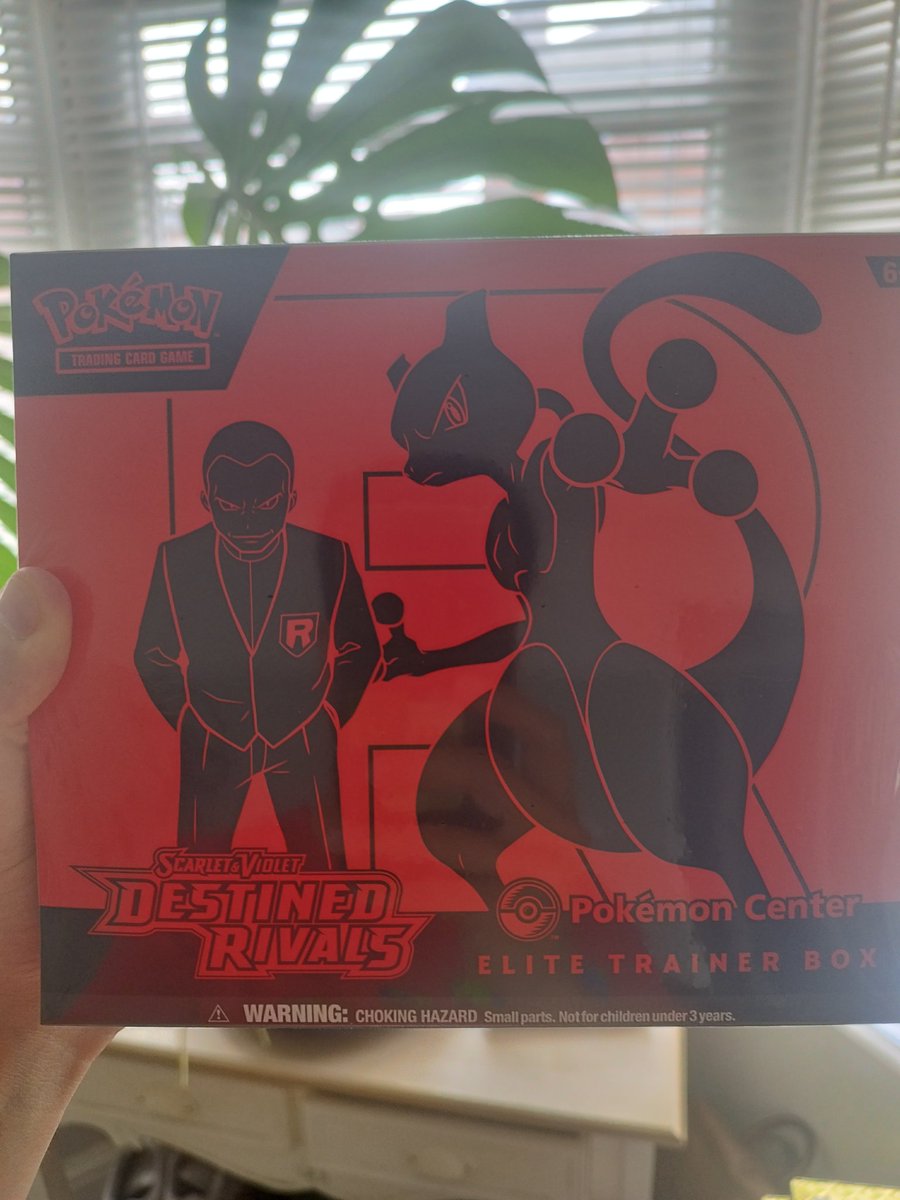 POKéMON
TRADING CARD GAME
6
R
SCARLET & VIOLET
DESTINED
RIVALS
Pokémon Center
ELITE TRAINER BOX
WARNING: CHOKING HAZARD Small parts. Not for children under 3 years.